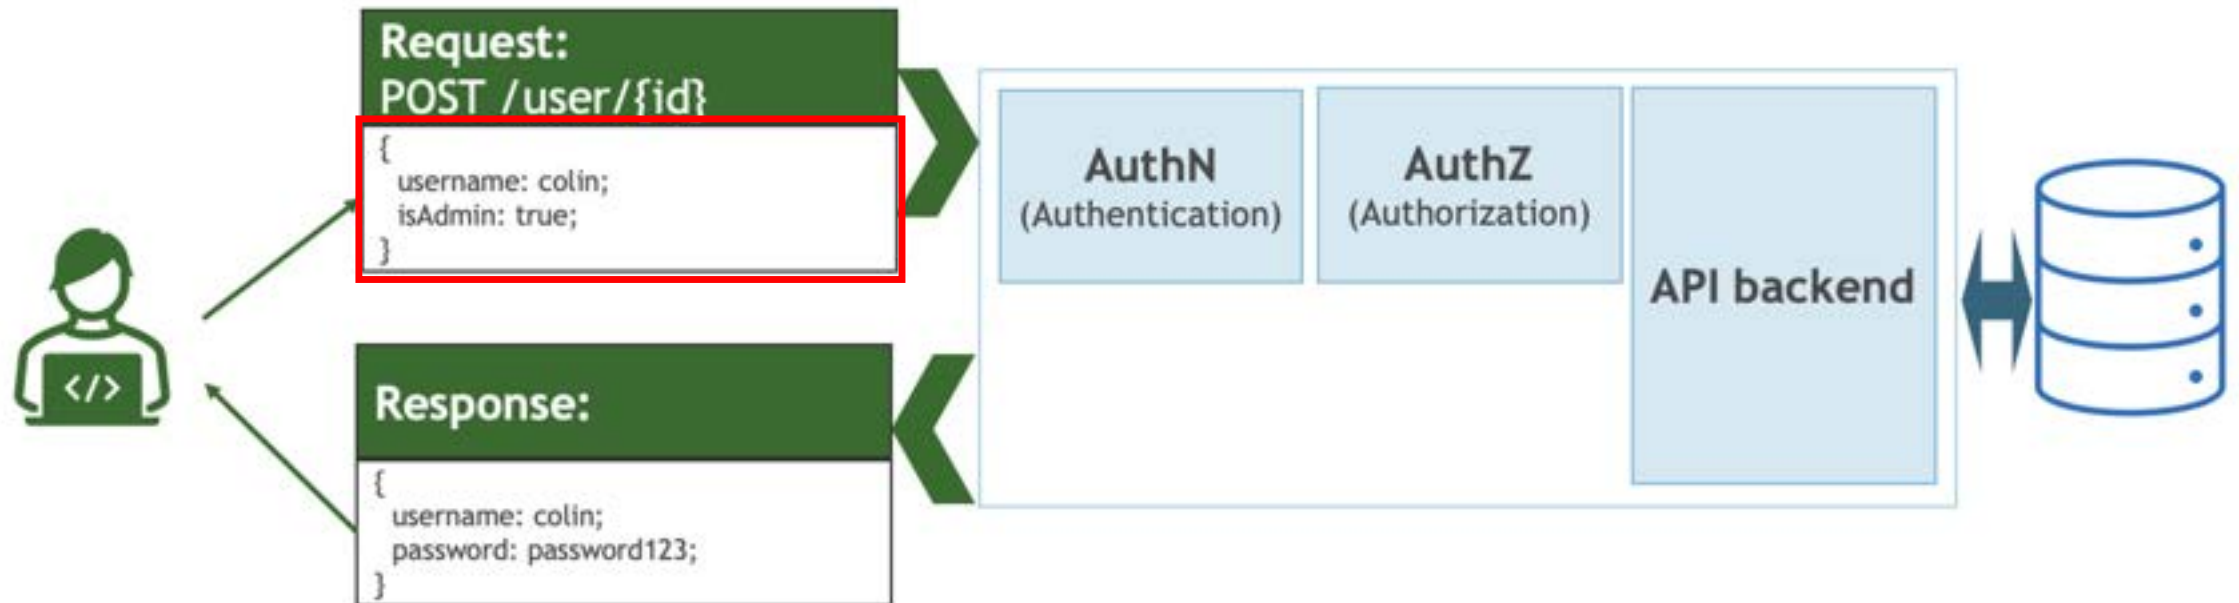 Request:
POST /user/{id}
{
username: colin;
isAdmin: true;
}
AuthN
(Authentication)
AuthZ
(Authorization)
API backend
</>
Response:
{
username: colin;
password: password123;
}